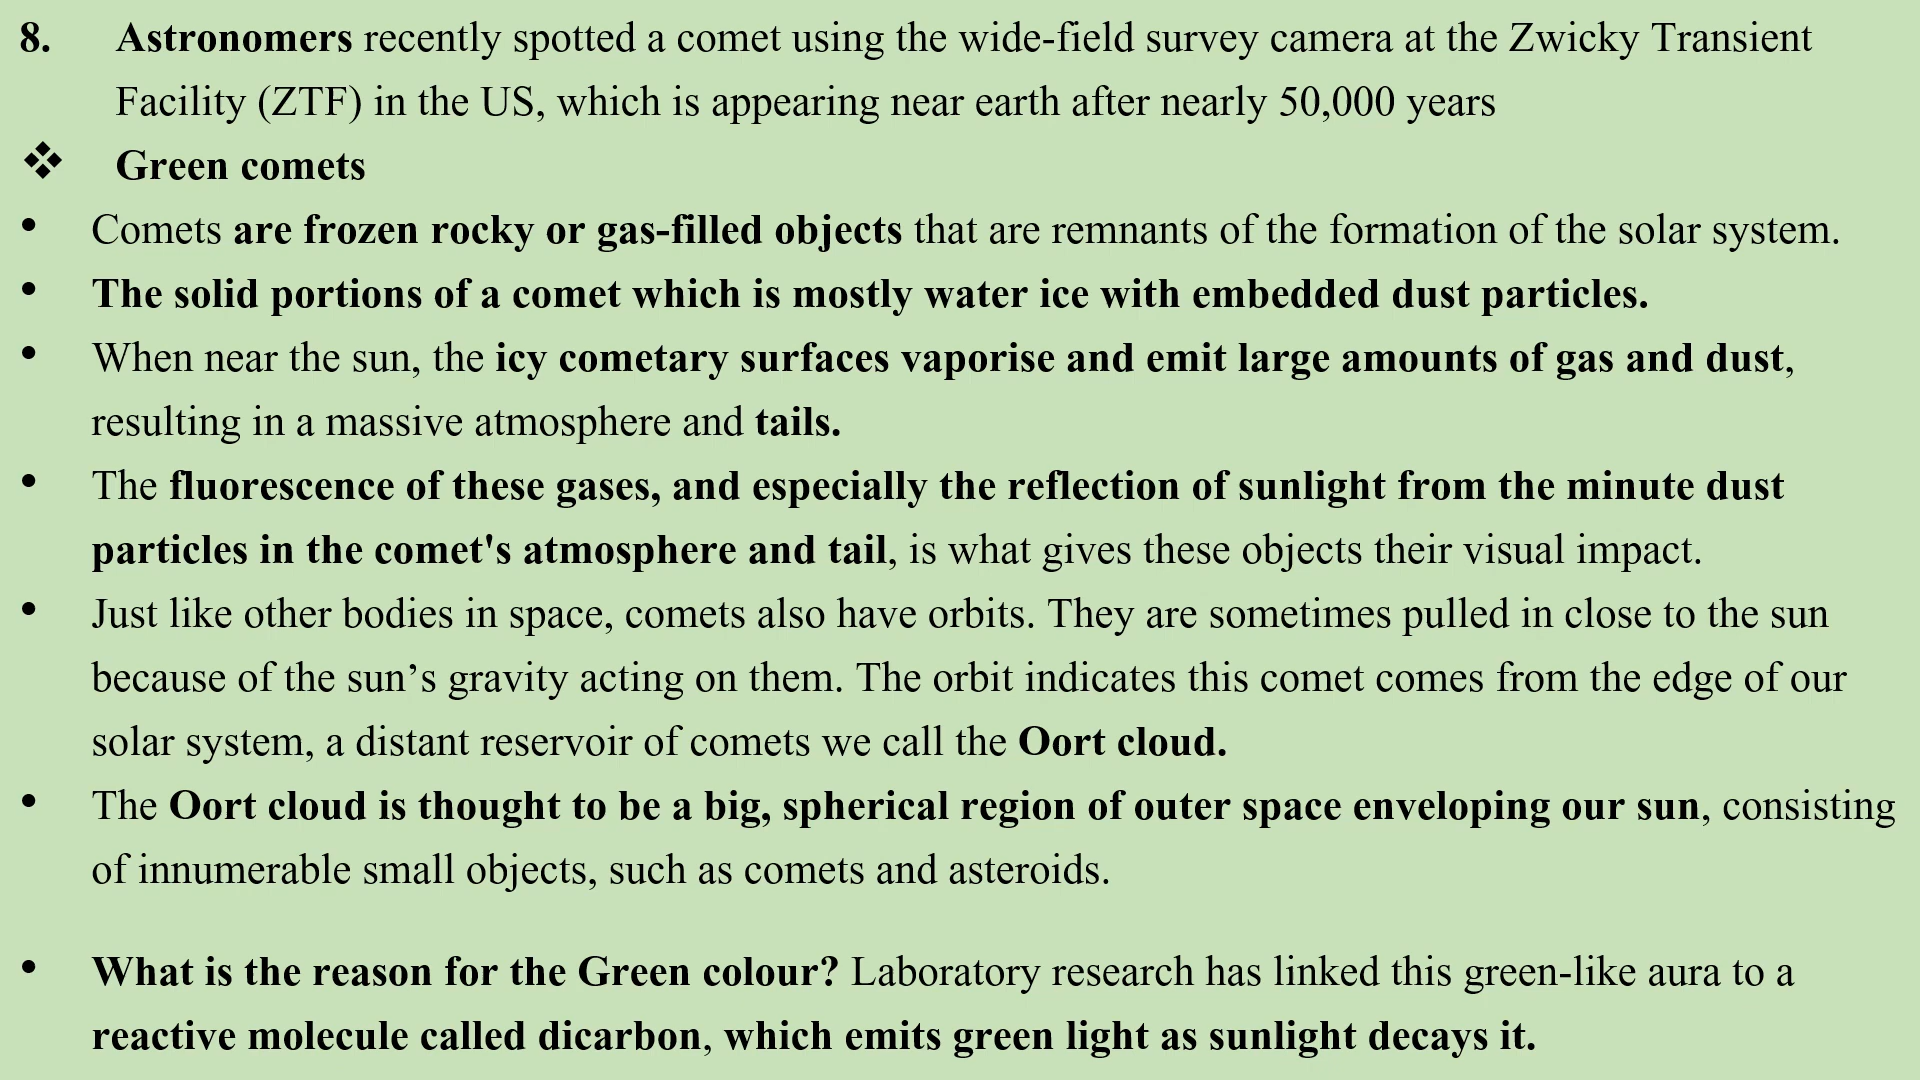 8. Astronomers recently spotted a comet using the wide-field survey camera at the Zwicky Transient
Facility (ZTF) in the US, which is appearing near earth after nearly 50,000 years
❖ Green comets
• Comets are frozen rocky or gas-filled objects that are remnants of the formation of the solar system.
• The solid portions of a comet which is mostly water ice with embedded dust particles.
• When near the sun, the icy cometary surfaces vaporise and emit large amounts of gas and dust,
resulting in a massive atmosphere and tails.
• The fluorescence of these gases, and especially the reflection of sunlight from the minute dust
particles in the comet's atmosphere and tail, is what gives these objects their visual impact.
• Just like other bodies in space, comets also have orbits. They are sometimes pulled in close to the sun
because of the sun’s gravity acting on them. The orbit indicates this comet comes from the edge of our
solar system, a distant reservoir of comets we call the Oort cloud.
• The Oort cloud is thought to be a big, spherical region of outer space enveloping our sun, consisting
of innumerable small objects, such as comets and asteroids.
• What is the reason for the Green colour? Laboratory research has linked this green-like aura to a
reactive molecule called dicarbon, which emits green light as sunlight decays it.